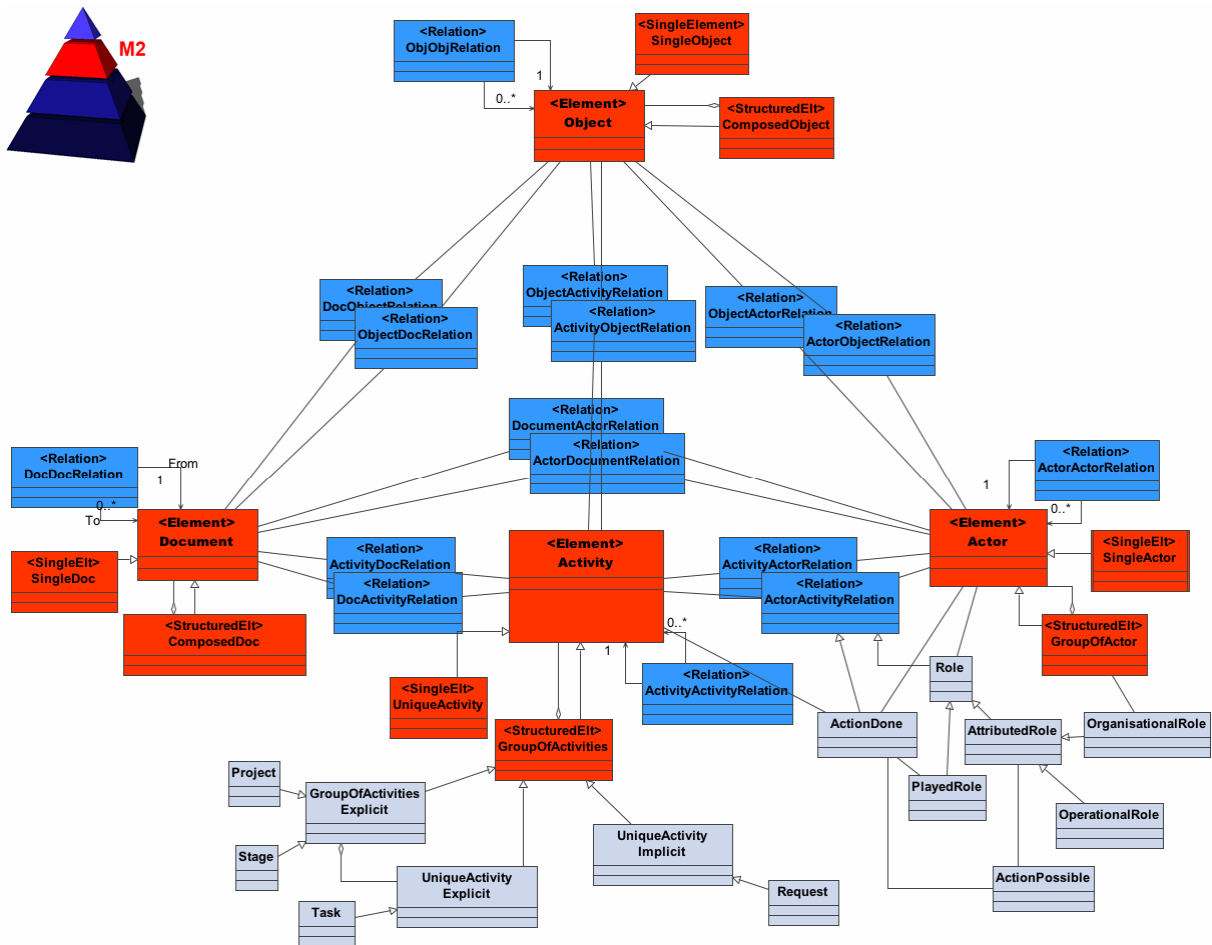 M2
<Relation>
ObjObjRelation
1
0..*
<SingleElement>
SingleObject
<Element>
Object
<StructuredElt>
ComposedObject
<Relation>
DocObjectRelation
<Relation>
ObjectDocRelation
<Relation>
ObjectActivityRelation
<Relation>
ActivityObjectRelation
<Relation>
ObjectActorRelation
<Relation>
ActorObjectRelation
<Relation>
DocumentActorRelation
<Relation>
ActorDocumentRelation
<Relation>
DocDocRelation
From
1
0..*
To
<Element>
Document
<SingleElt>
SingleDoc
<StructuredElt>
ComposedDoc
<Relation>
ActivityDocRelation
<Relation>
DocActivityRelation
<Element>
Activity
<Relation>
ActivityActorRelation
<Relation>
ActorActivityRelation
<Relation>
ActorActorRelation
1
0..*
<Element>
Actor
<SingleElt>
SingleActor
<StructuredElt>
GroupOfActor
0..*
1
<Relation>
ActivityActivityRelation
<SingleElt>
UniqueActivity
<StructuredElt>
GroupOfActivities
Role
ActionDone
AttributedRole
OrganisationalRole
PlayedRole
OperationalRole
ActionPossible
Project
GroupOfActivities
Explicit
Stage
UniqueActivity
Explicit
Task
UniqueActivity
Implicit
Request